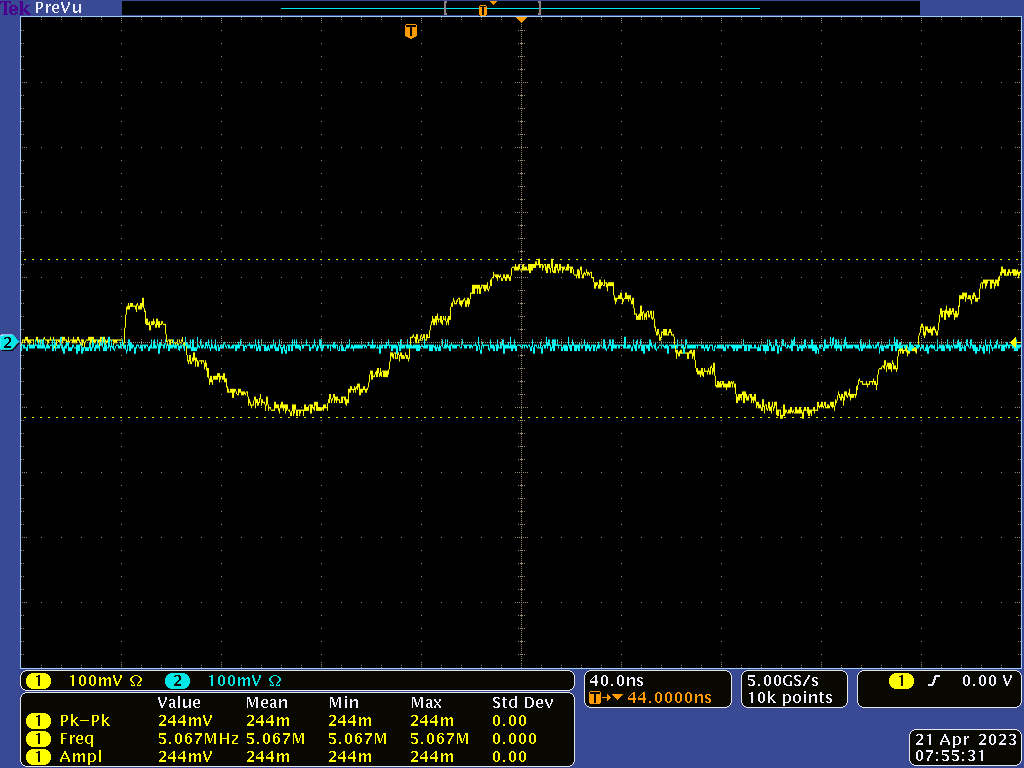 Tek PreVu
T
T
2
1 100mV Ω 2 100mV Ω
40.0ns
T→▼ 44.0000ns
5.00GS/s
10k points
1 0.00 V
Value Mean Min Max Std Dev
1 Pk–Pk 244mV 244m 244m 244m 0.00
1 Freq 5.067MHz 5.067M 5.067M 5.067M 0.000
1 Ampl 244mV 244m 244m 244m 0.00
21 Apr 2023
07:55:31